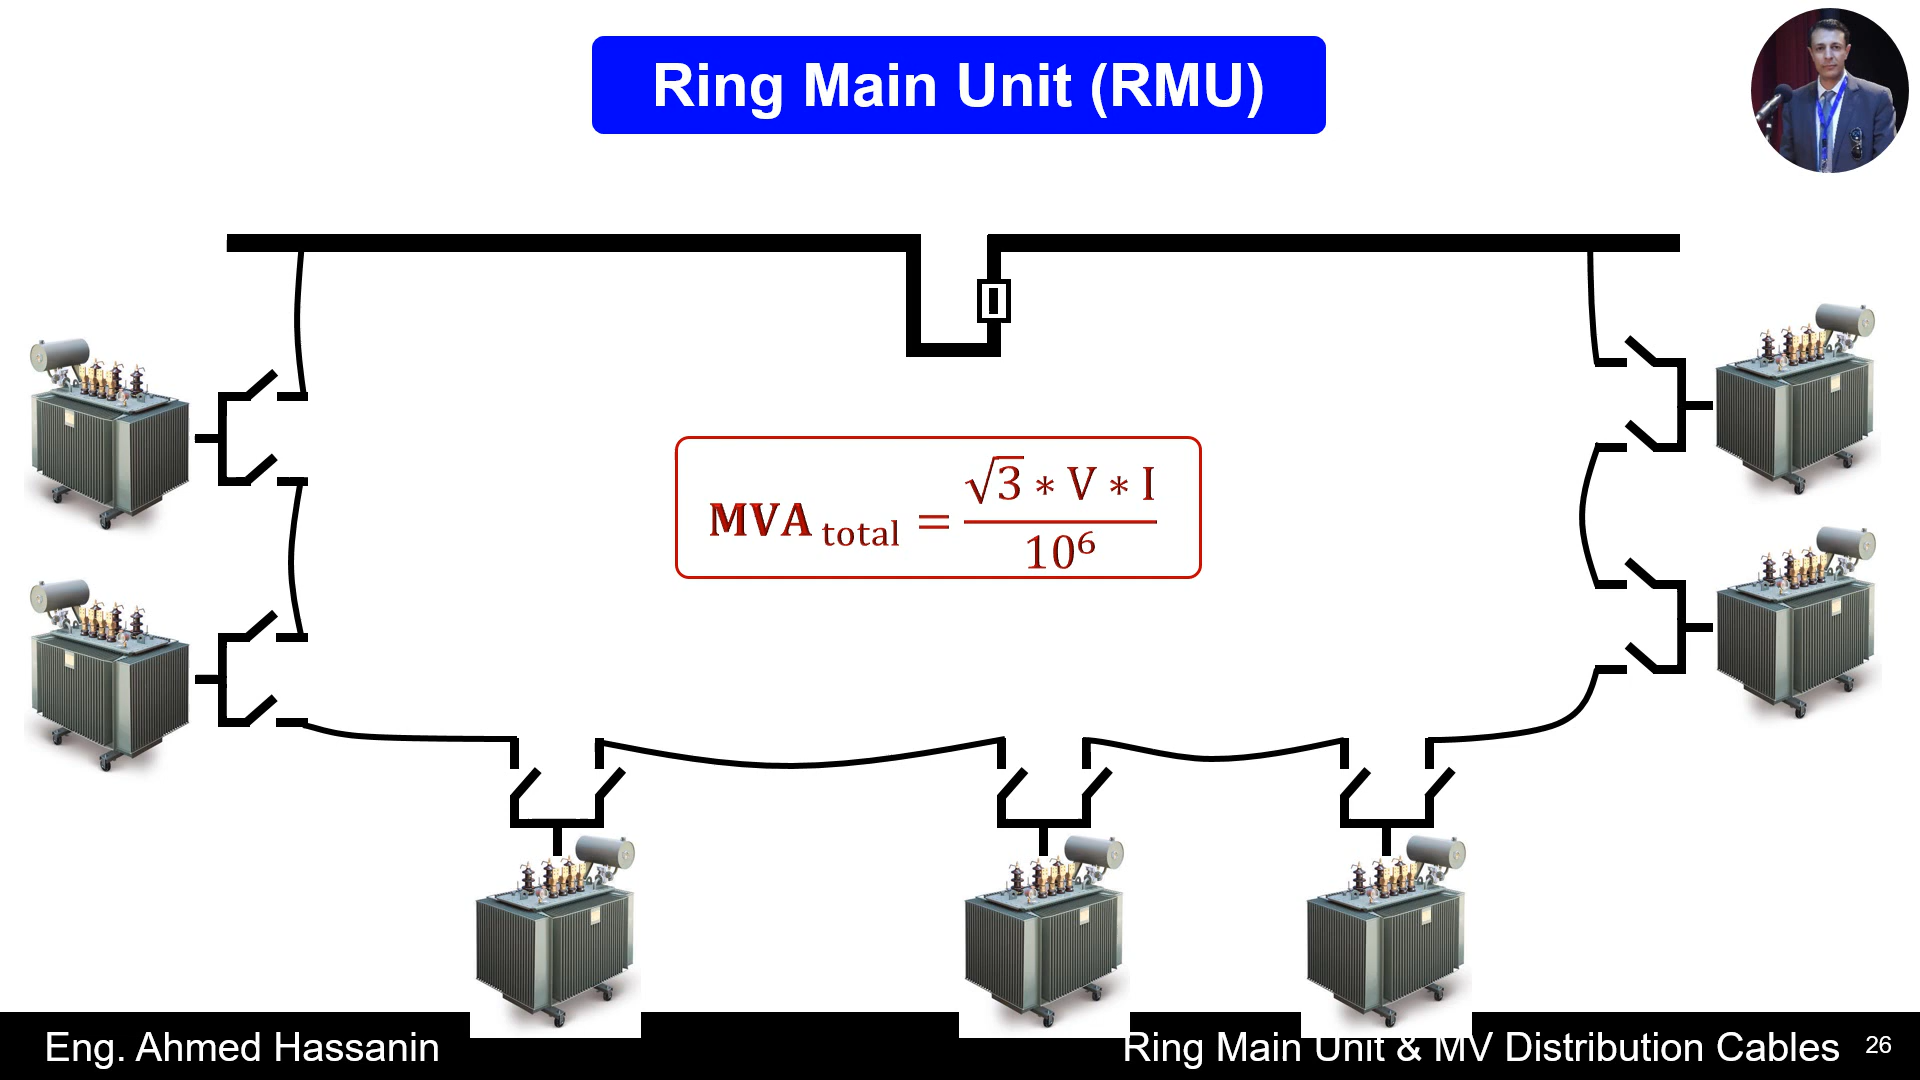 Ring Main Unit (RMU)
MVA total = √3 * V * I / 10⁶
Eng. Ahmed Hassanin
Ring Main Unit & MV Distribution Cables
26